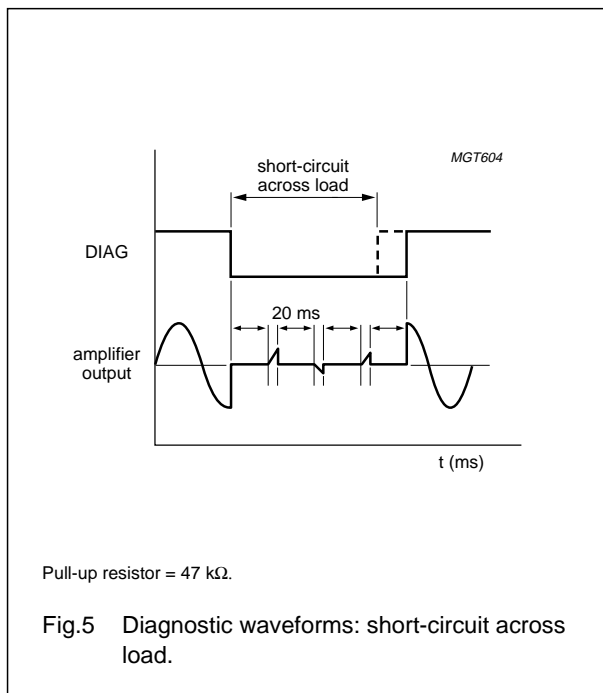 MGT604
short-circuit
across load
DIAG
20 ms
amplifier
output
t (ms)
Pull-up resistor = 47 kΩ.
Fig.5 Diagnostic waveforms: short-circuit across
load.